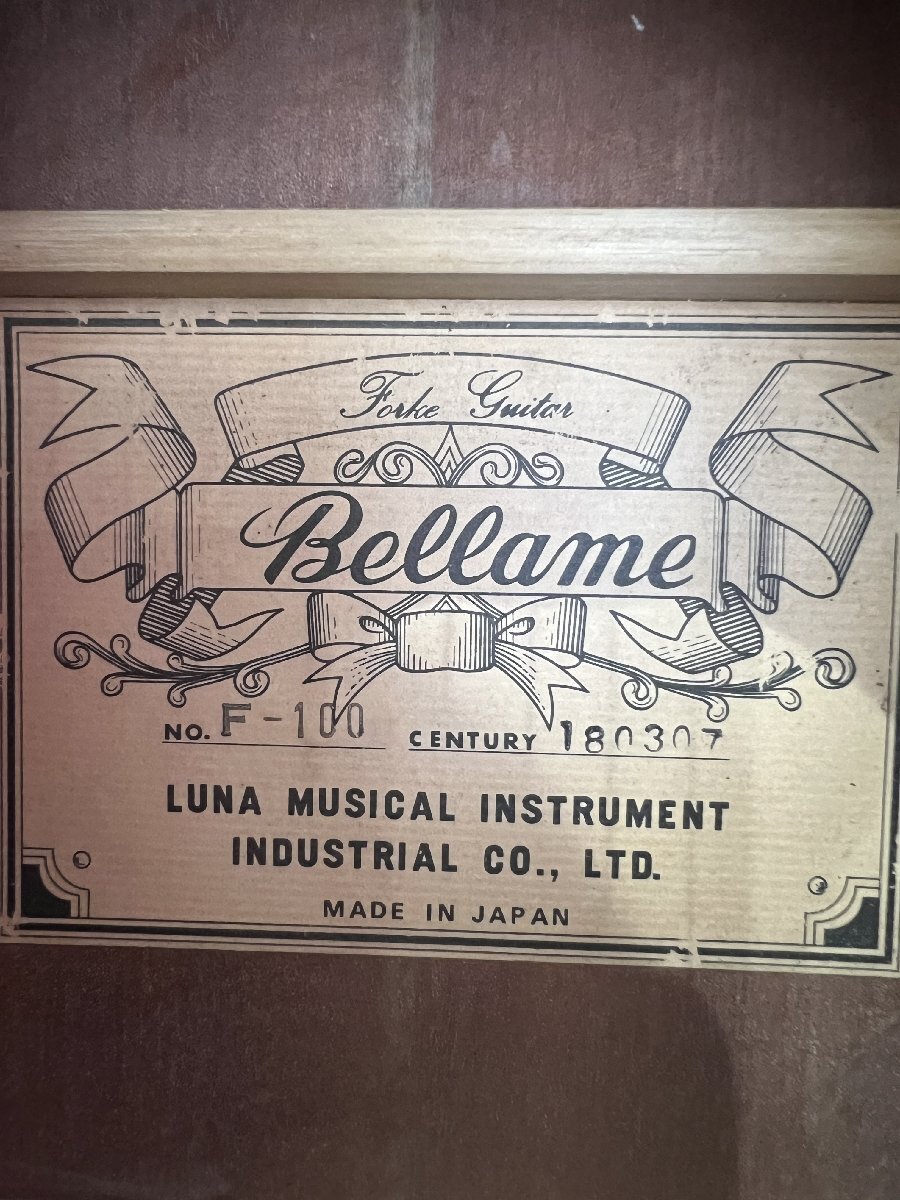 Forke Guitar
Bellame
NO. F-100 CENTURY 180307
LUNA MUSICAL INSTRUMENT
INDUSTRIAL CO., LTD.
MADE IN JAPAN